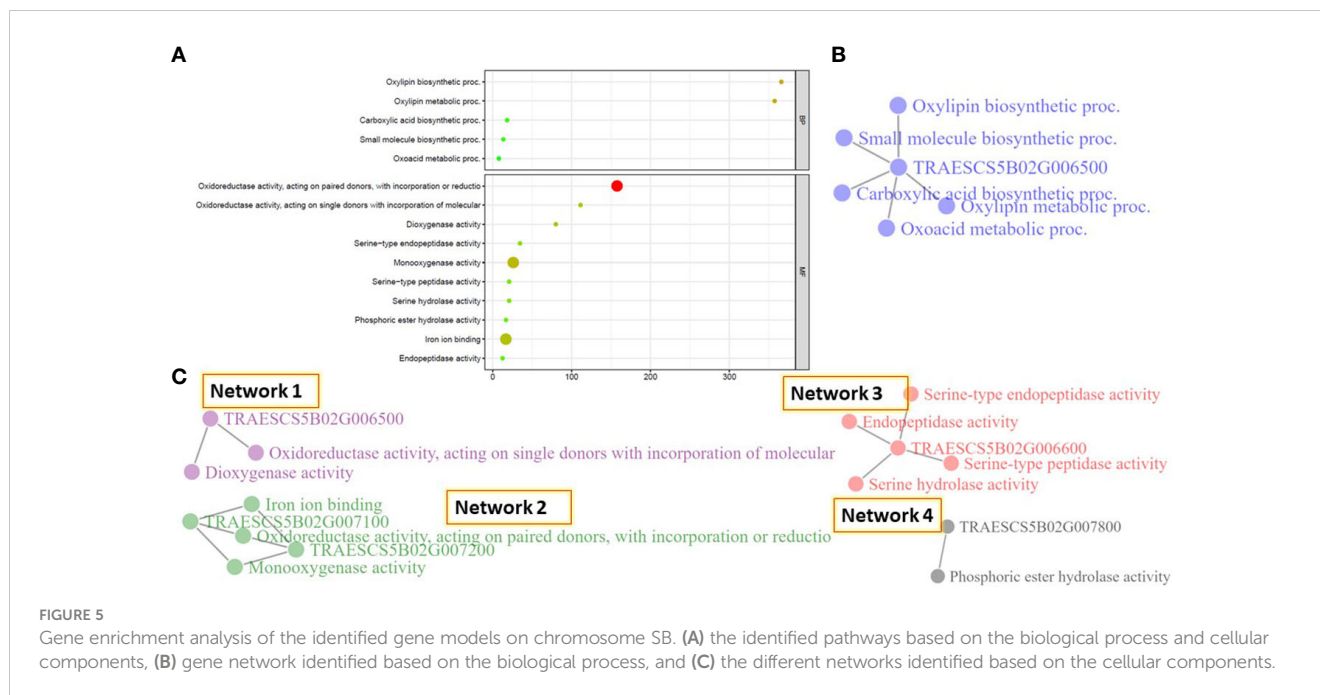 A
B
Oxylipin biosynthetic proc.
Oxylipin metabolic proc.
Carboxylic acid biosynthetic proc.
Small molecule biosynthetic proc.
Oxoacid metabolic proc.
BP
Oxidoreductase activity, acting on paired donors, with incorporation or reductio
Oxidoreductase activity, acting on single donors with incorporation of molecular
Dioxygenase activity
Serine-type endopeptidase activity
Monooxygenase activity
Serine-type peptidase activity
Serine hydrolase activity
Phosphoric ester hydrolase activity
Iron ion binding
Endopeptidase activity
MF
0 100 200 300
Oxylipin biosynthetic proc.
Small molecule biosynthetic proc.
TRAESCS5B02G006500
Carboxylic acid biosynthetic proc.
Oxylipin metabolic proc.
Oxoacid metabolic proc.
C
Network 1
TRAESCS5B02G006500
Oxidoreductase activity, acting on single donors with incorporation of molecular
Dioxygenase activity
Network 2
Iron ion binding
TRAESCS5B02G007100
Oxidoreductase activity, acting on paired donors, with incorporation or reductio
TRAESCS5B02G007200
Monooxygenase activity
Network 3
Serine-type endopeptidase activity
Endopeptidase activity
TRAESCS5B02G006600
Serine-type peptidase activity
Serine hydrolase activity
Network 4
TRAESCS5B02G007800
Phosphoric ester hydrolase activity
FIGURE 5
Gene enrichment analysis of the identified gene models on chromosome SB. (A) the identified pathways based on the biological process and cellular
components, (B) gene network identified based on the biological process, and (C) the different networks identified based on the cellular components.